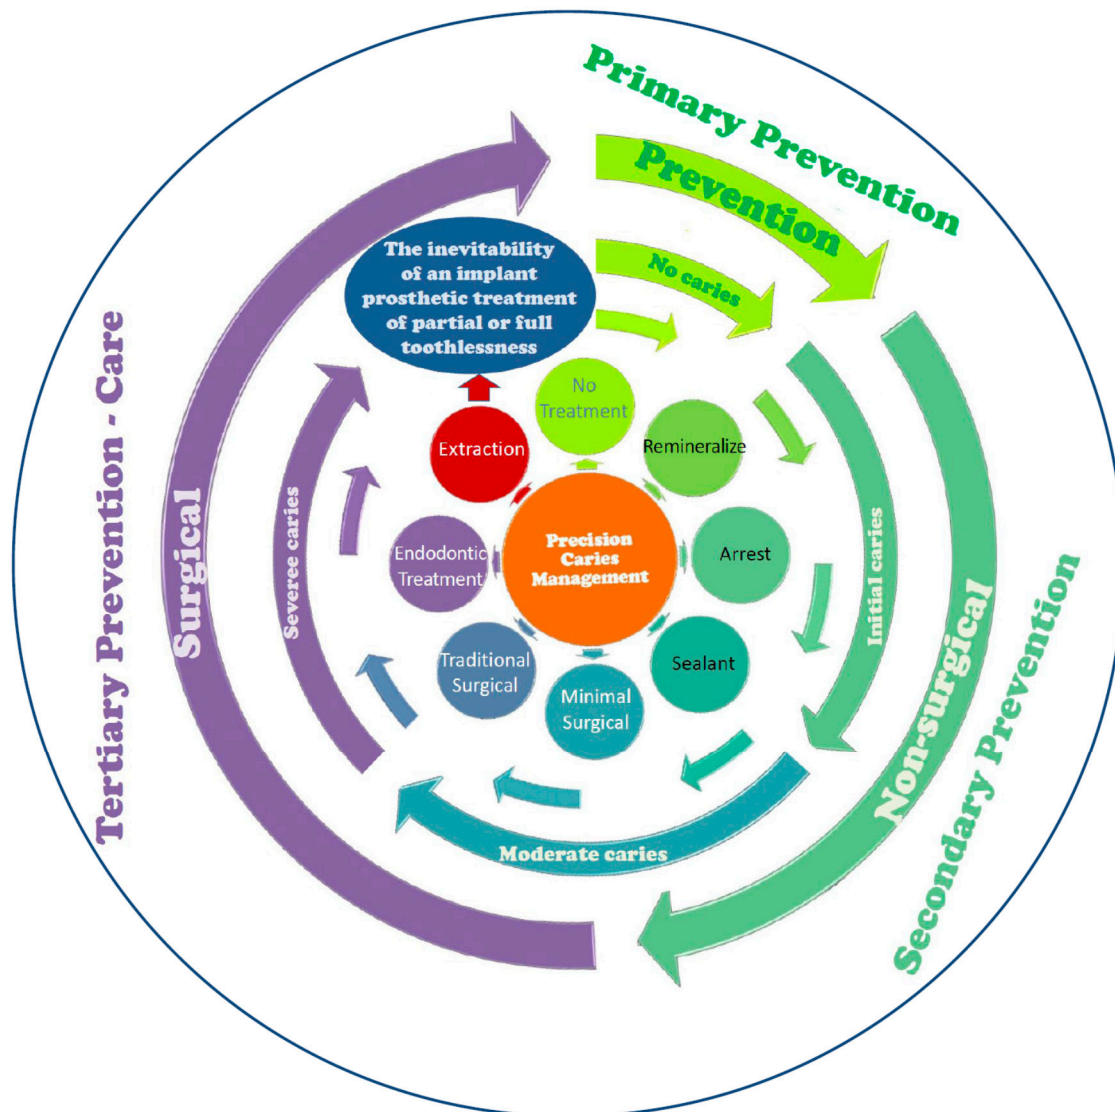 Primary Prevention
Prevention
No caries
The inevitability
of an implant
prosthetic treatment
of partial or full
toothlessness
No
Treatment
Remineralize
Extraction
Precision
Caries
Management
Arrest
Endodontic
Treatment
Sealant
Traditional
Surgical
Minimal
Surgical
Initial caries
Moderate caries
Severee caries
Non-surgical
Secondary Prevention
Surgical
Tertiary Prevention - Care